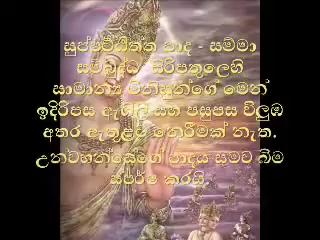 සුප්පට්ඨිත්ත පාද - සම්මා
සම්බුද්ධ සිරිපතුලෙහි
සාමාන්‍ය මිනිසුන්ගේ මෙන්
ඉදිරිපස ඇඟිලි සහ පසුපස විලුඹ
අතර ඇතුළට නෙරීමක් නැත.
උන්වහන්සේගේ පාදය සමව බිම
ස්පර්ෂ කරයි.